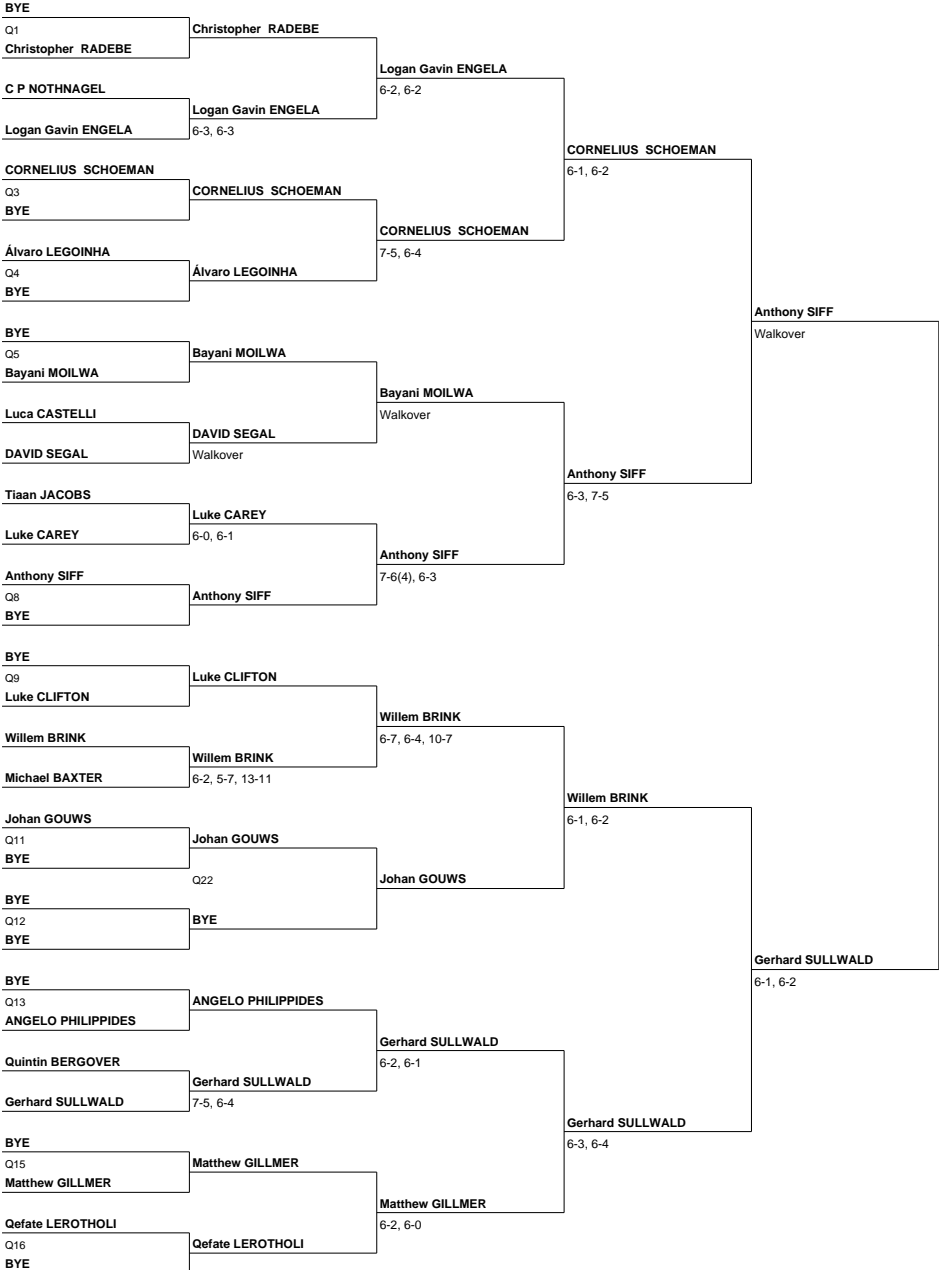 BYE
Q1
Christopher RADEBE
C P NOTHNAGEL
Logan Gavin ENGELA
CORNELIUS SCHOEMAN
Q3
BYE
Álvaro LEGOINHA
Q4
BYE
BYE
Q5
Bayani MOILWA
Luca CASTELLI
DAVID SEGAL
Tiaan JACOBS
Luke CAREY
Anthony SIFF
Q8
BYE
BYE
Q9
Luke CLIFTON
Willem BRINK
Michael BAXTER
Johan GOUWS
Q11
BYE
BYE
Q12
BYE
BYE
Q13
ANGELO PHILIPPIDES
Quintin BERGOVER
Gerhard SULLWALD
BYE
Q15
Matthew GILLMER
Qefate LEROTHOLI
Q16
BYE
Christopher RADEBE
Logan Gavin ENGELA
6-3, 6-3
CORNELIUS SCHOEMAN
Álvaro LEGOINHA
Bayani MOILWA
DAVID SEGAL
Walkover
Luke CAREY
6-0, 6-1
Anthony SIFF
Luke CLIFTON
Willem BRINK
6-2, 5-7, 13-11
Johan GOUWS
Q22
BYE
ANGELO PHILIPPIDES
Gerhard SULLWALD
7-5, 6-4
Matthew GILLMER
Qefate LEROTHOLI
Logan Gavin ENGELA
6-2, 6-2
CORNELIUS SCHOEMAN
7-5, 6-4
Bayani MOILWA
Walkover
Anthony SIFF
7-6(4), 6-3
Willem BRINK
6-7, 6-4, 10-7
Johan GOUWS
Gerhard SULLWALD
6-2, 6-1
Matthew GILLMER
6-2, 6-0
CORNELIUS SCHOEMAN
6-1, 6-2
Anthony SIFF
6-3, 7-5
Willem BRINK
6-1, 6-2
Gerhard SULLWALD
6-3, 6-4
Anthony SIFF
Walkover
Gerhard SULLWALD
6-1, 6-2